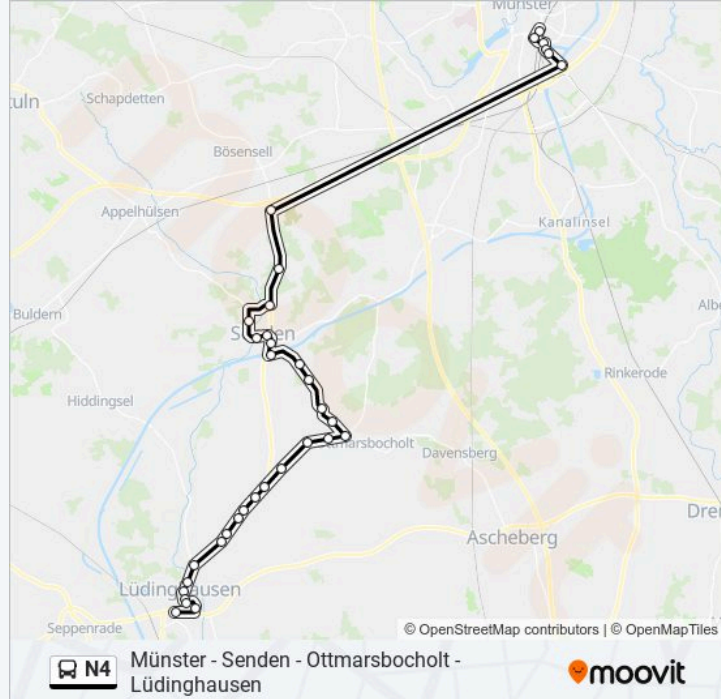 Münster
tuln
Schapdetten
Bösensell
Appelhülsen
Kanalinsel
Albe
Buldern
Senden
Rinkerode
Hiddingsel
Ottmarsbocholt
Davensberg
Dren
Ascheberg
Lüdinghausen
Seppenrade
© OpenStreetMap contributors | © OpenMapTiles
N4
Münster - Senden - Ottmarsbocholt -
Lüdinghausen
moovit